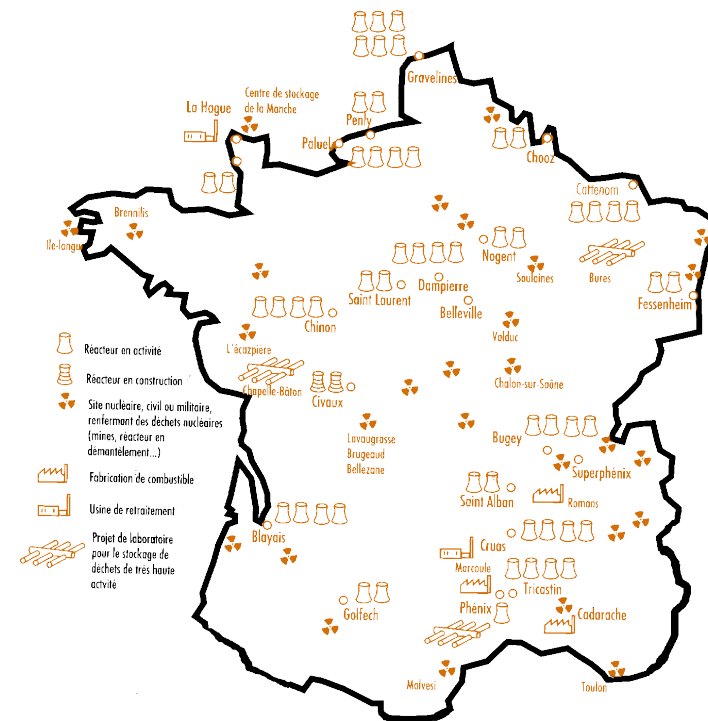 Gravelines
Centre de stockage
de la Manche
La Hague
Penly
Paluel
Chooz
Cattenom
Brennilis
Ile-longue
Nogent
Soulaines
Bures
Dampierre
Saint Laurent
Belleville
Fessenheim
Chinon
Valduc
L'écazpière
Chapelle-Bâton
Civaux
Chalon-sur-Saône
Lavaugrasse
Brugeaud
Bellezane
Bugey
Superphénix
Saint Alban
Romans
Blayais
Cruas
Marcoule
Tricastin
Phénix
Golfech
Cadarache
Malvesi
Toulon
Réacteur en activité
Réacteur en construction
Site nucléaire, civil ou militaire,
renfermant des déchets nucléaires
(mines, réacteur en
démantèlement...)
Fabrication de combustible
Usine de retraitement
Projet de laboratoire
pour le stockage de
déchets de très haute
actvité